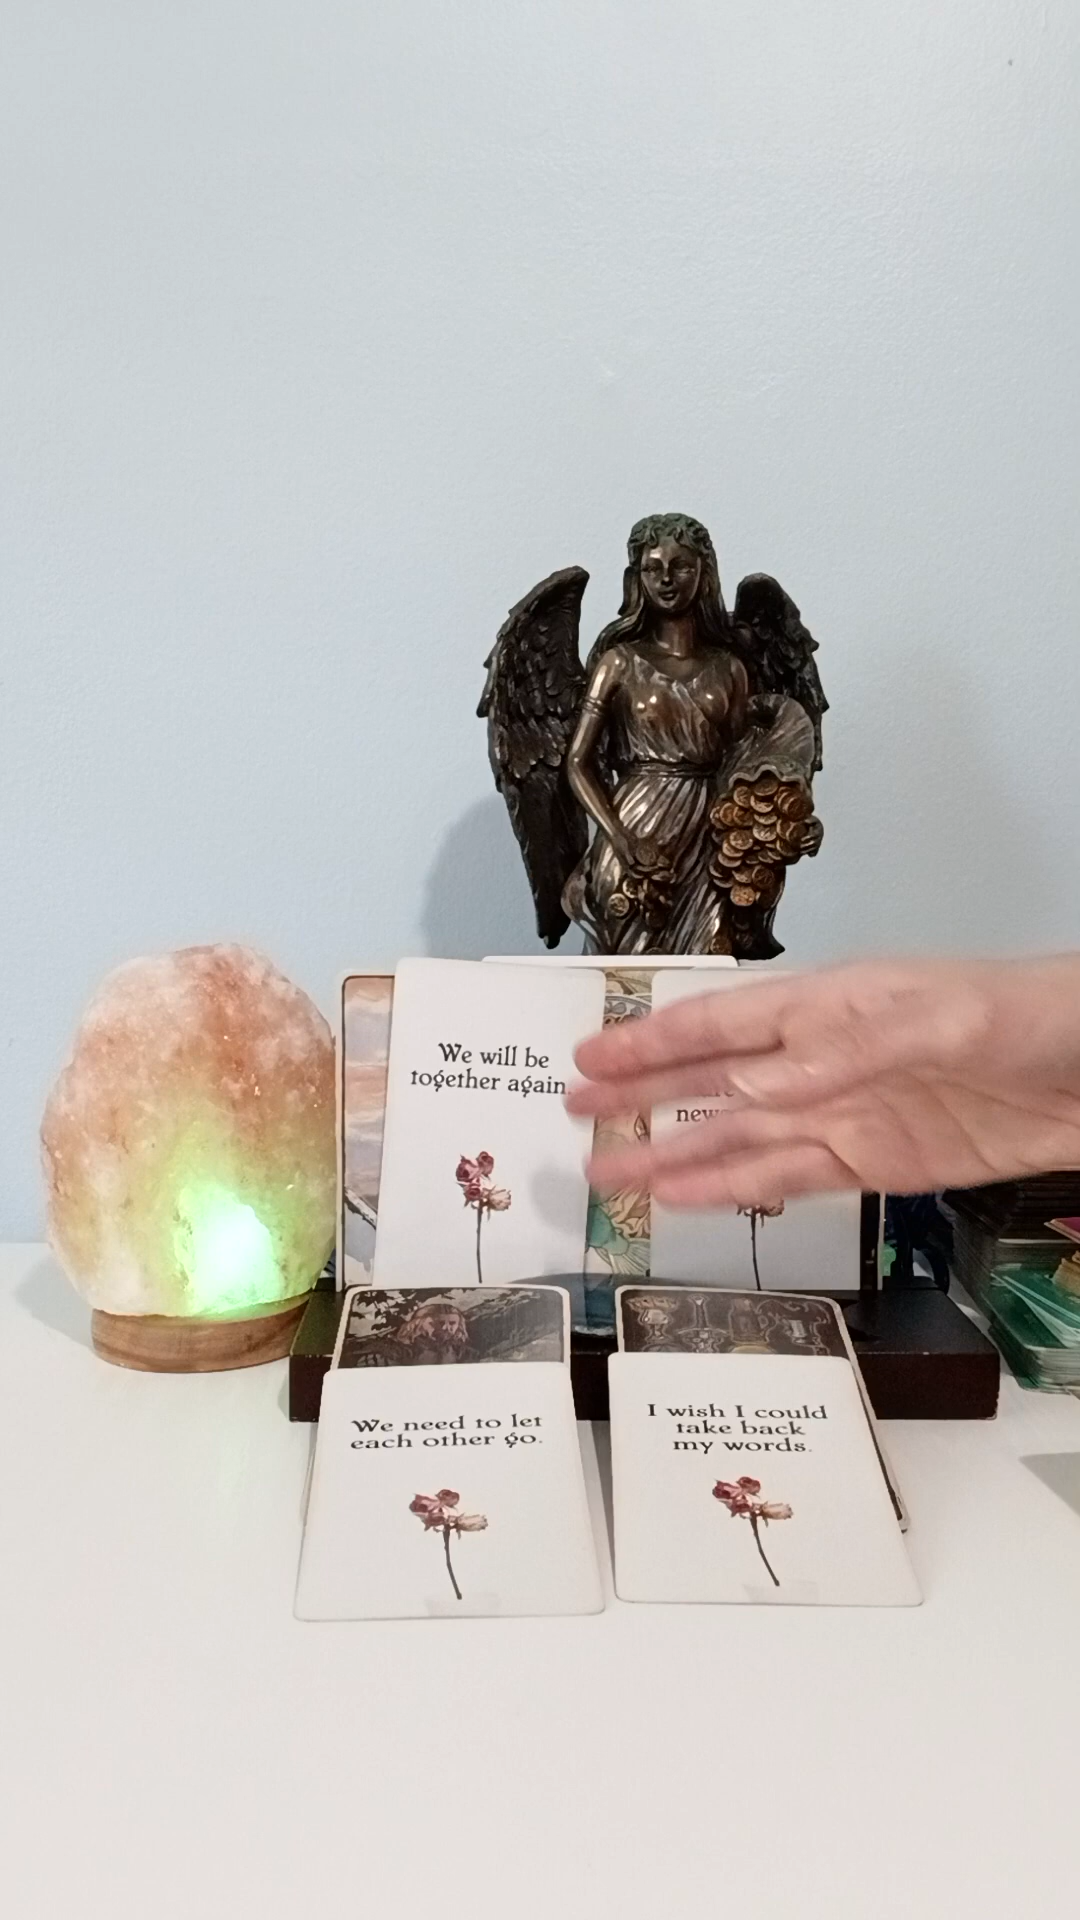 We will be
together again.
We need to let
each other go.
I wish I could
take back
my words.